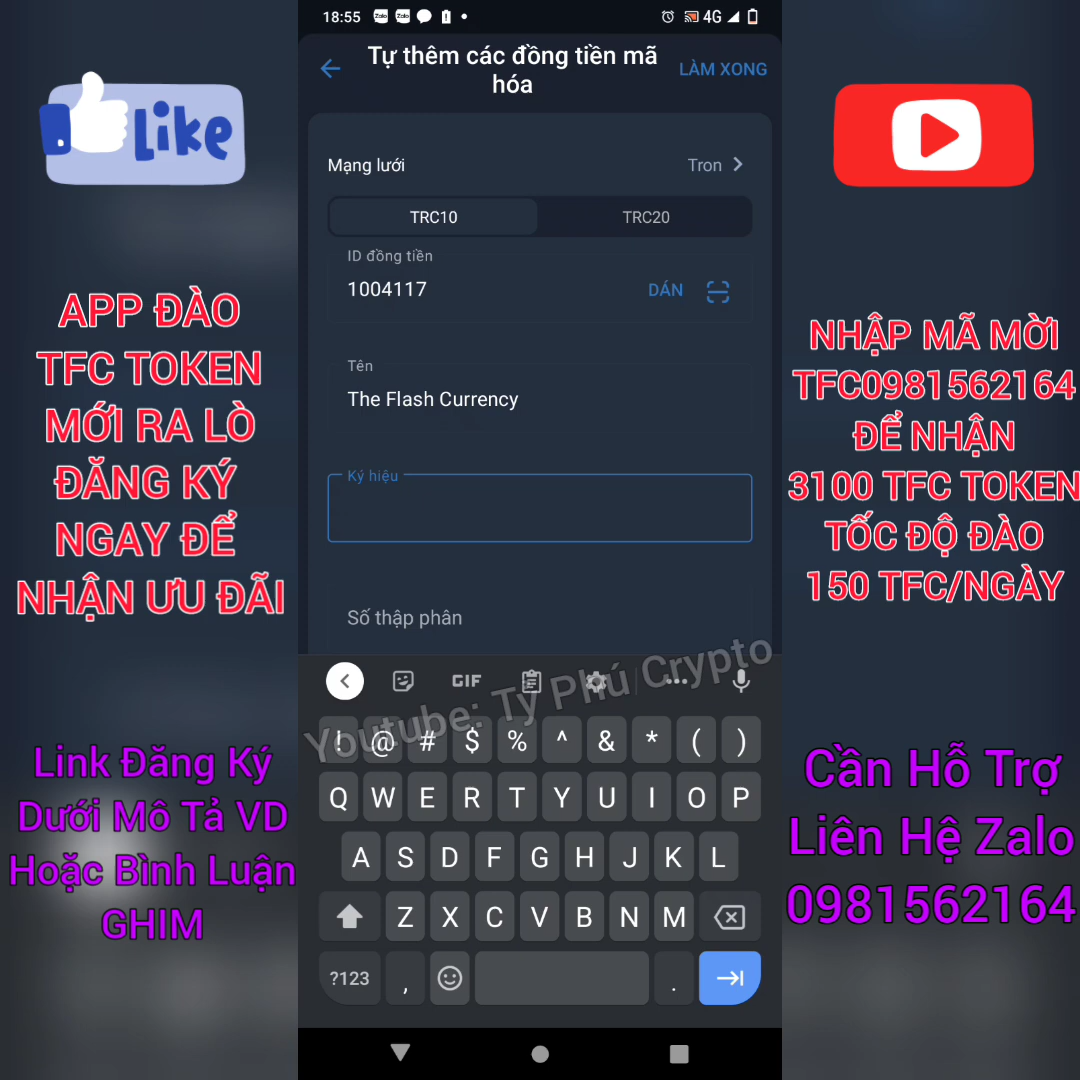 18:55
Zalo
Zalo
4G
Tự thêm các đồng tiền mã
hóa
LÀM XONG
Mạng lưới
Tron
TRC10
TRC20
ID đồng tiền
1004117
DÁN
Tên
The Flash Currency
Ký hiệu
Số thập phân
GIF
Youtube: Tỷ Phú Crypto
! @ # $ % ^ & * ( )
Q W E R T Y U I O P
A S D F G H J K L
Z X C V B N M
?123 , .
Like
APP ĐÀO
TFC TOKEN
MỚI RA LÒ
ĐĂNG KÝ
NGAY ĐỂ
NHẬN ƯU ĐÃI
Link Đăng Ký
Dưới Mô Tả VD
Hoặc Bình Luận
GHIM
NHẬP MÃ MỜI
TFC0981562164
ĐỂ NHẬN
3100 TFC TOKEN
TỐC ĐỘ ĐÀO
150 TFC/NGÀY
Cần Hỗ Trợ
Liên Hệ Zalo
0981562164